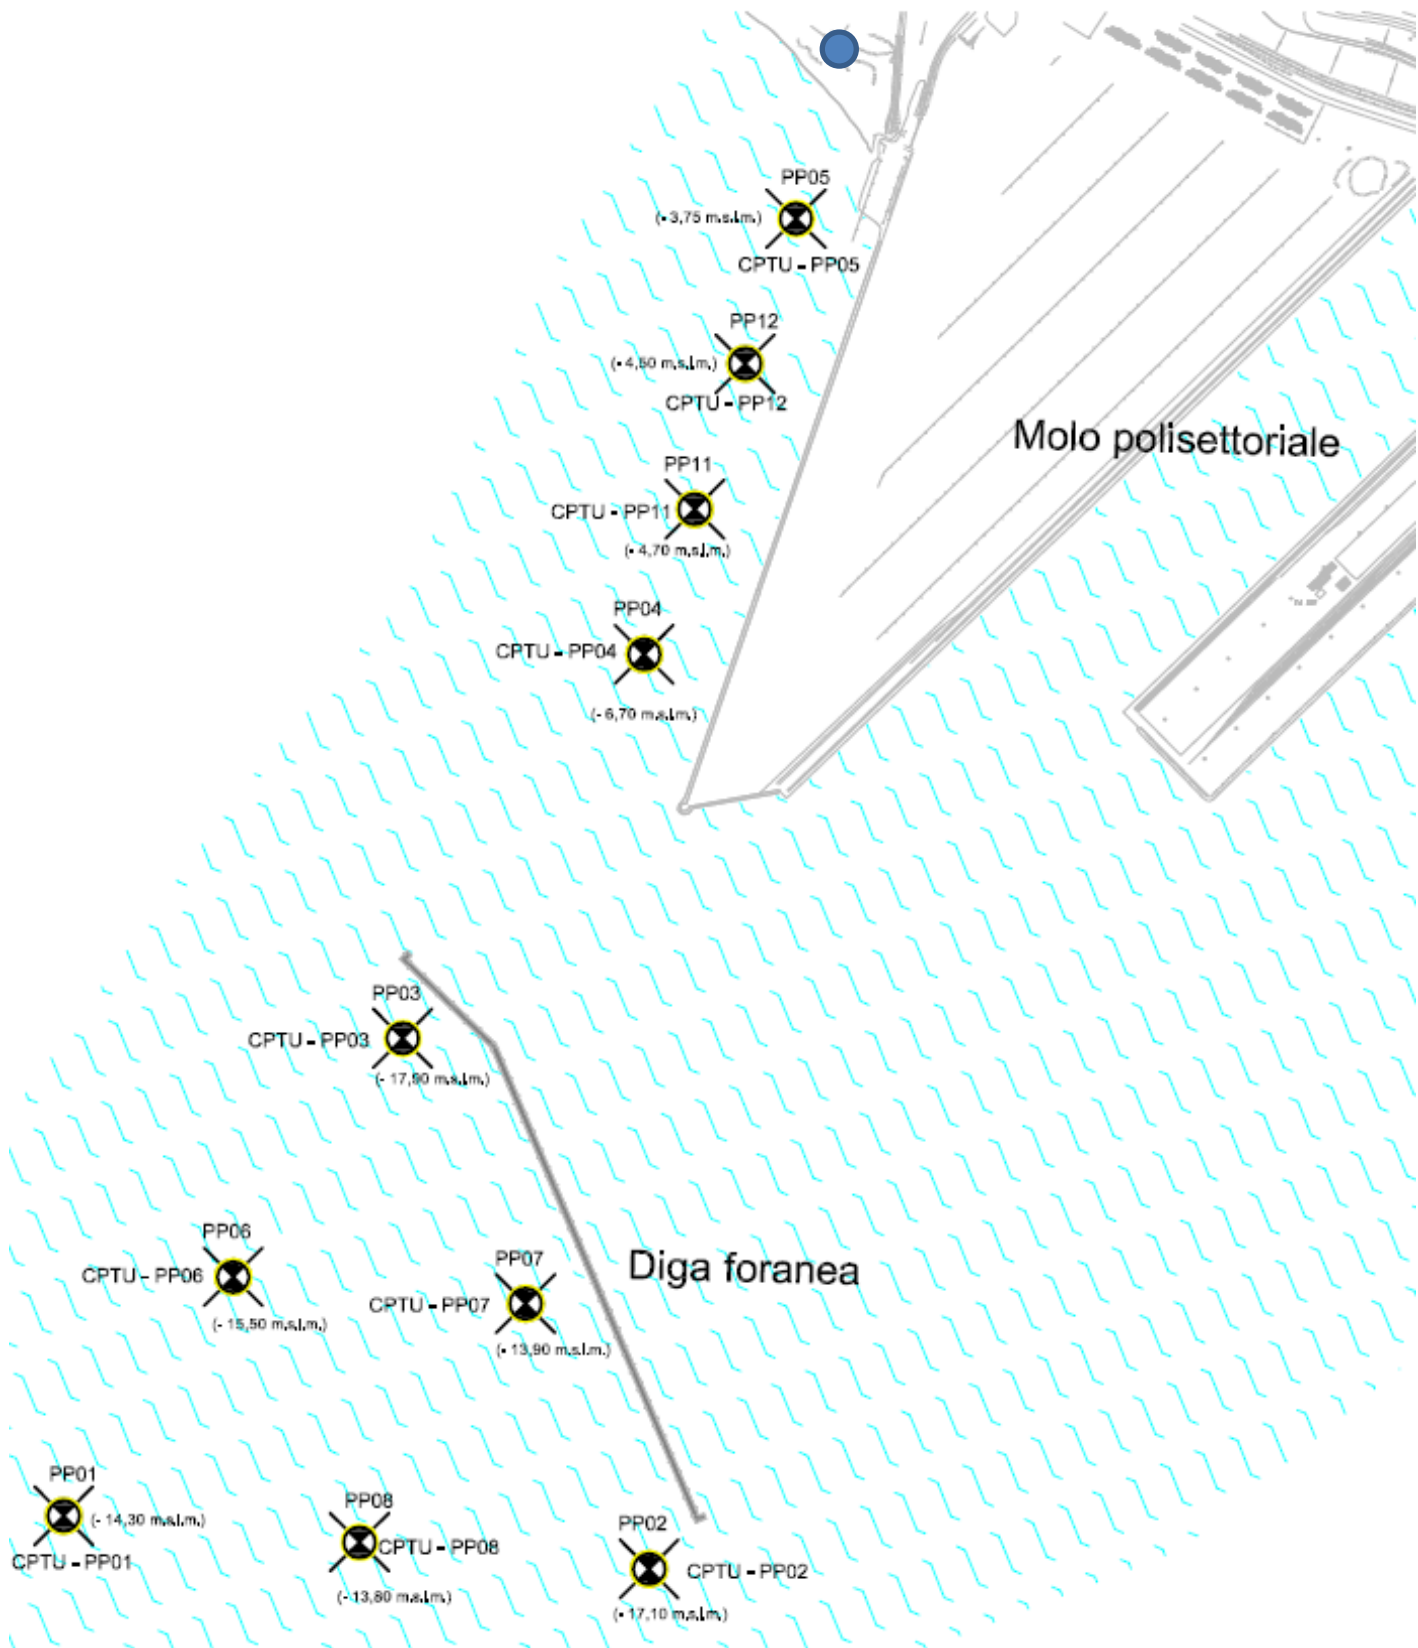 PP05
(- 3,75 m.s.l.m.)
CPTU - PP05
PP12
(- 4,50 m.s.l.m.)
CPTU - PP12
Molo polisettoriale
PP11
CPTU - PP11
(- 4,70 m.s.l.m.)
PP04
CPTU - PP04
(- 6,70 m.s.l.m.)
PP03
CPTU - PP03
(- 17,90 m.s.l.m.)
PP06
CPTU - PP06
(- 15,50 m.s.l.m.)
PP07
CPTU - PP07
(- 13,90 m.s.l.m.)
Diga foranea
PP01
(- 14,30 m.s.l.m.)
CPTU - PP01
PP08
CPTU - PP08
(- 13,80 m.s.l.m.)
PP02
CPTU - PP02
(- 17,10 m.s.l.m.)